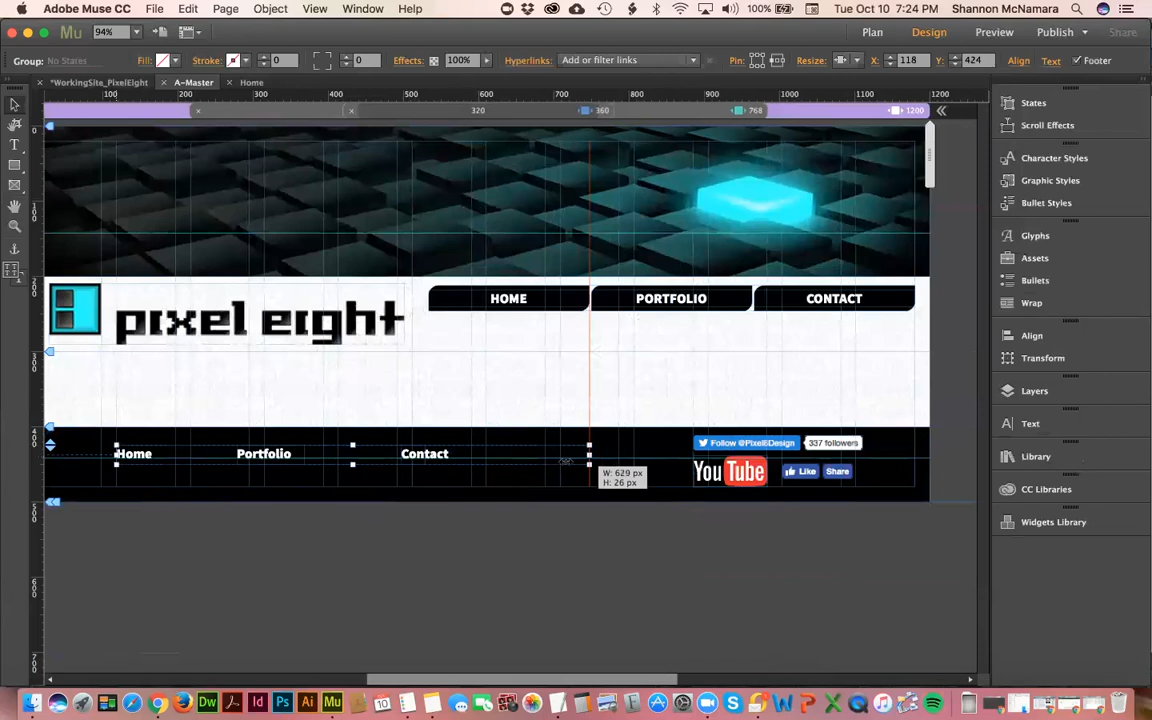 Adobe Muse CC File Edit Page Object View Window Help 100% Tue Oct 10 7:24 PM Shannon McNamara
Mu 94% Plan Design Preview Publish Share
Group: No States Fill: Stroke: 0 0 Effects: 100% Hyperlinks: Add or filter links Pin: Resize: X: 118 Y: 424 Align Text Footer
*WorkingSite_PixelEight A-Master Home
100 200 300 400 500 600 700 800 900 1000 1100 1200
320 360 768 1200
States
Scroll Effects
Character Styles
Graphic Styles
Bullet Styles
Glyphs
Assets
Bullets
Wrap
Align
Transform
Layers
Text
Library
CC Libraries
Widgets Library
pixel eight
HOME PORTFOLIO CONTACT
Home Portfolio Contact
Follow @Pixel8Design 337 followers
YouTube Like Share
W: 629 px
H: 26 px